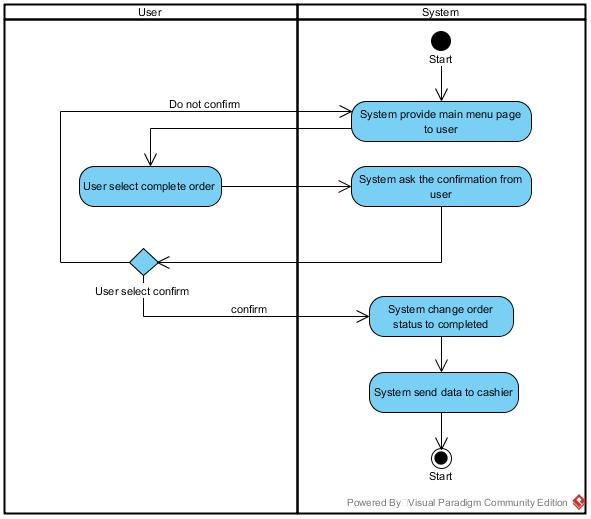 User
System
Start
Do not confirm
System provide main menu page
to user
User select complete order
System ask the confirmation from
user
User select confirm
confirm
System change order
status to completed
System send data to cashier
Start
Powered By Visual Paradigm Community Edition